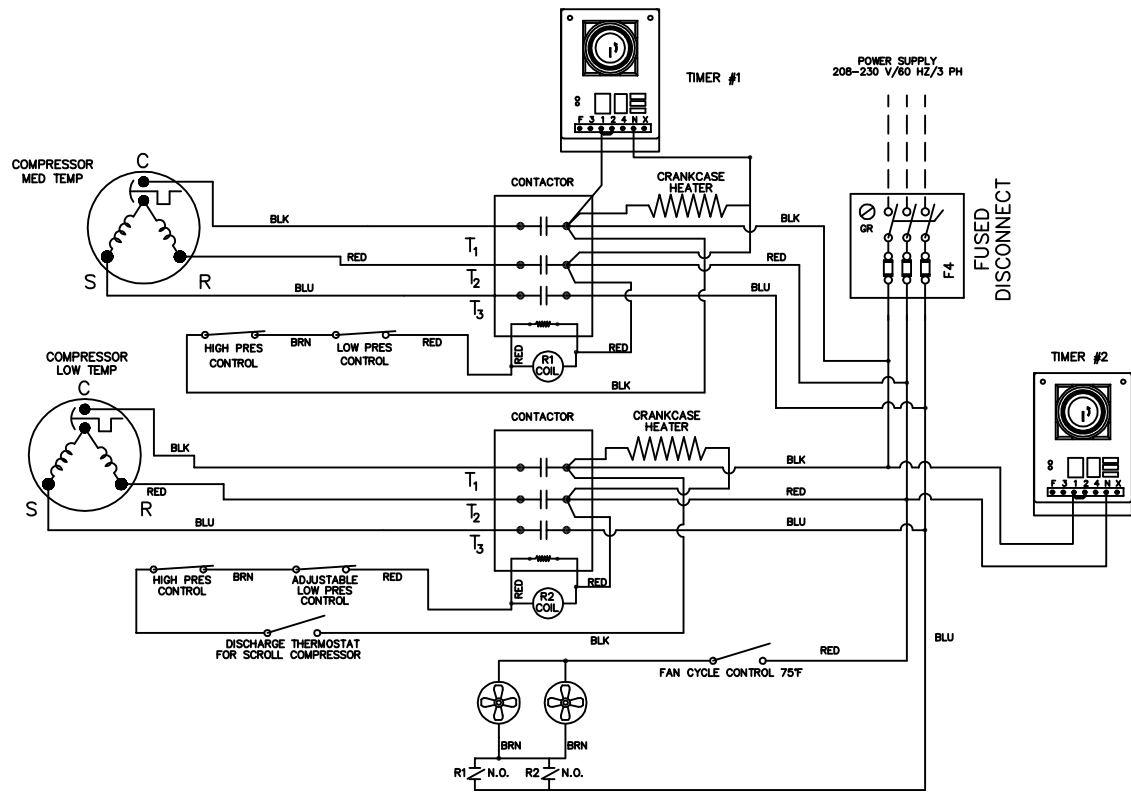 TIMER #1
F 3 1 2 4 N X
POWER SUPPLY
208-230 V/60 HZ/3 PH
COMPRESSOR
MED TEMP
C
S
R
BLK
RED
BLU
CONTACTOR
T1
T2
T3
CRANKCASE
HEATER
BLK
RED
GR
F4
FUSED
DISCONNECT
HIGH PRES
CONTROL
BRN
LOW PRES
CONTROL
RED
RED
R1
COIL
RED
BLK
TIMER #2
F 3 1 2 4 N X
COMPRESSOR
LOW TEMP
C
S
R
BLK
RED
BLU
CONTACTOR
T1
T2
T3
CRANKCASE
HEATER
BLK
RED
BLU
HIGH PRES
CONTROL
BRN
ADJUSTABLE
LOW PRES
CONTROL
RED
RED
R2
COIL
RED
DISCHARGE THERMOSTAT
FOR SCROLL COMPRESSOR
BLK
BLU
RED
FAN CYCLE CONTROL 75°F
BRN
BRN
R1 N.O.
R2 N.O.